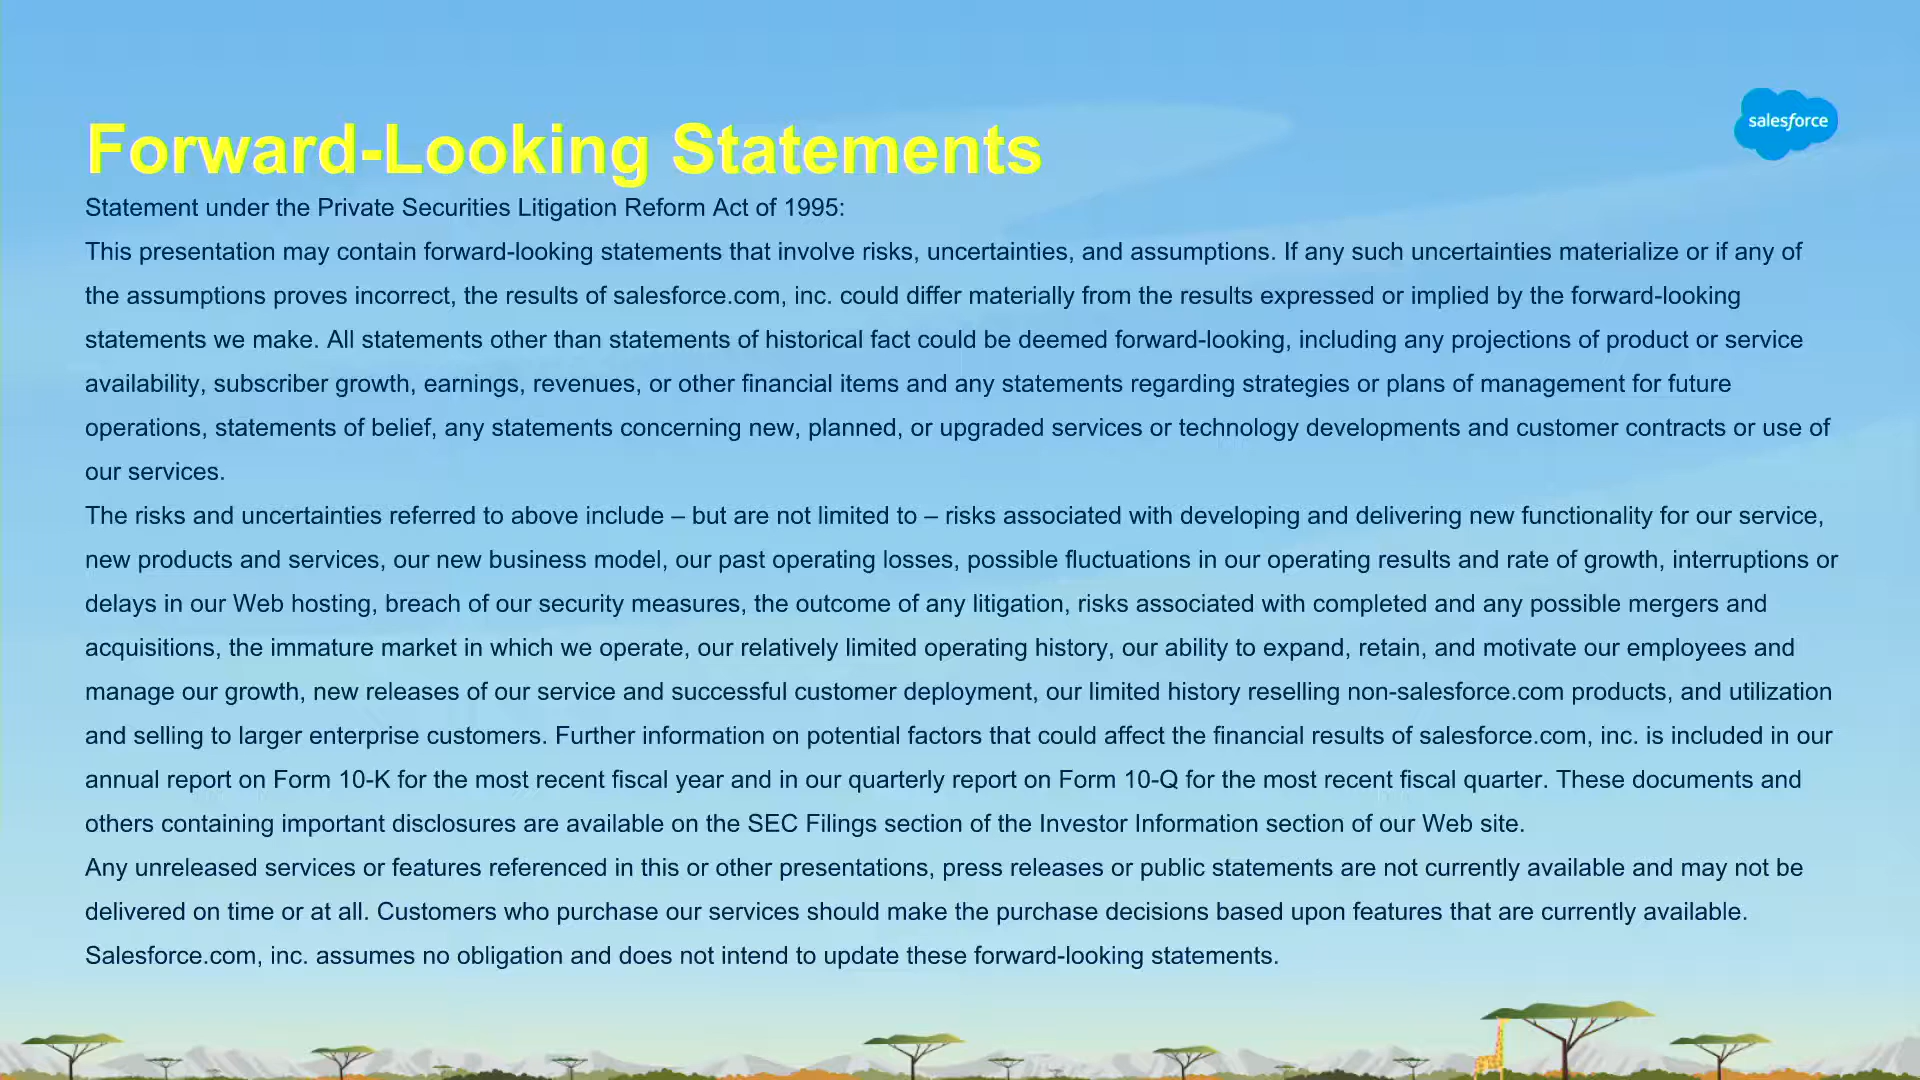 salesforce
Forward-Looking Statements
Statement under the Private Securities Litigation Reform Act of 1995:
This presentation may contain forward-looking statements that involve risks, uncertainties, and assumptions. If any such uncertainties materialize or if any of
the assumptions proves incorrect, the results of salesforce.com, inc. could differ materially from the results expressed or implied by the forward-looking
statements we make. All statements other than statements of historical fact could be deemed forward-looking, including any projections of product or service
availability, subscriber growth, earnings, revenues, or other financial items and any statements regarding strategies or plans of management for future
operations, statements of belief, any statements concerning new, planned, or upgraded services or technology developments and customer contracts or use of
our services.
The risks and uncertainties referred to above include – but are not limited to – risks associated with developing and delivering new functionality for our service,
new products and services, our new business model, our past operating losses, possible fluctuations in our operating results and rate of growth, interruptions or
delays in our Web hosting, breach of our security measures, the outcome of any litigation, risks associated with completed and any possible mergers and
acquisitions, the immature market in which we operate, our relatively limited operating history, our ability to expand, retain, and motivate our employees and
manage our growth, new releases of our service and successful customer deployment, our limited history reselling non-salesforce.com products, and utilization
and selling to larger enterprise customers. Further information on potential factors that could affect the financial results of salesforce.com, inc. is included in our
annual report on Form 10-K for the most recent fiscal year and in our quarterly report on Form 10-Q for the most recent fiscal quarter. These documents and
others containing important disclosures are available on the SEC Filings section of the Investor Information section of our Web site.
Any unreleased services or features referenced in this or other presentations, press releases or public statements are not currently available and may not be
delivered on time or at all. Customers who purchase our services should make the purchase decisions based upon features that are currently available.
Salesforce.com, inc. assumes no obligation and does not intend to update these forward-looking statements.